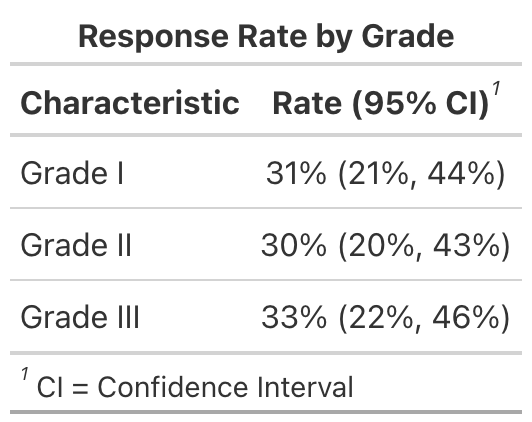 Response Rate by Grade
Characteristic Rate (95% CI)¹
Grade I 31% (21%, 44%)
Grade II 30% (20%, 43%)
Grade III 33% (22%, 46%)
¹ CI = Confidence Interval